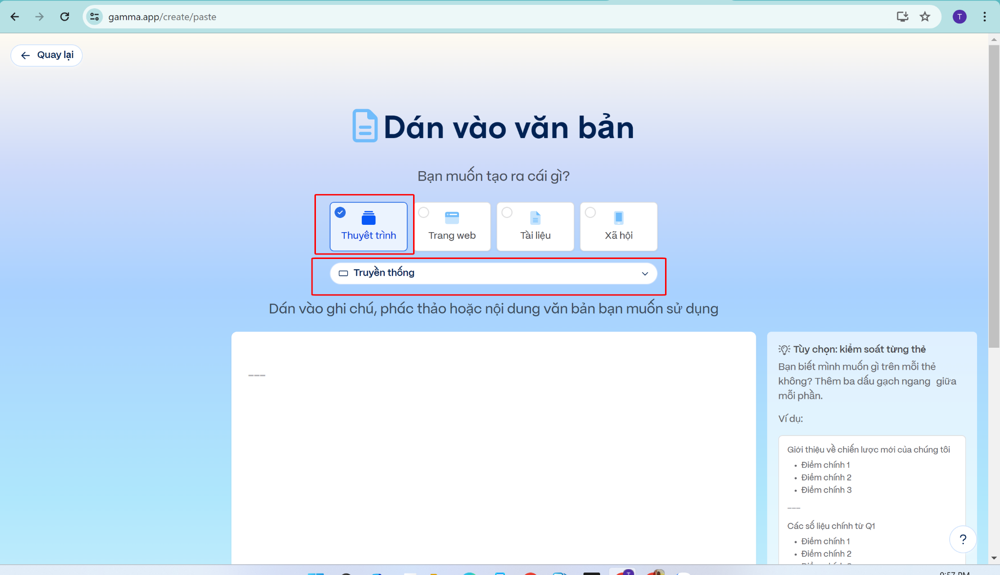 gamma.app/create/paste
T
Quay lại
Dán vào văn bản
Bạn muốn tạo ra cái gì?
Thuyết trình
Trang web
Tài liệu
Xã hội
Truyền thống
Dán vào ghi chú, phác thảo hoặc nội dung văn bản bạn muốn sử dụng
---
Tùy chọn: kiểm soát từng thẻ
Bạn biết mình muốn gì trên mỗi thẻ
không? Thêm ba dấu gạch ngang giữa
mỗi phần.
Ví dụ:
Giới thiệu về chiến lược mới của chúng tôi
• Điểm chính 1
• Điểm chính 2
• Điểm chính 3
---
Các số liệu chính từ Q1
• Điểm chính 1
• Điểm chính 2
?